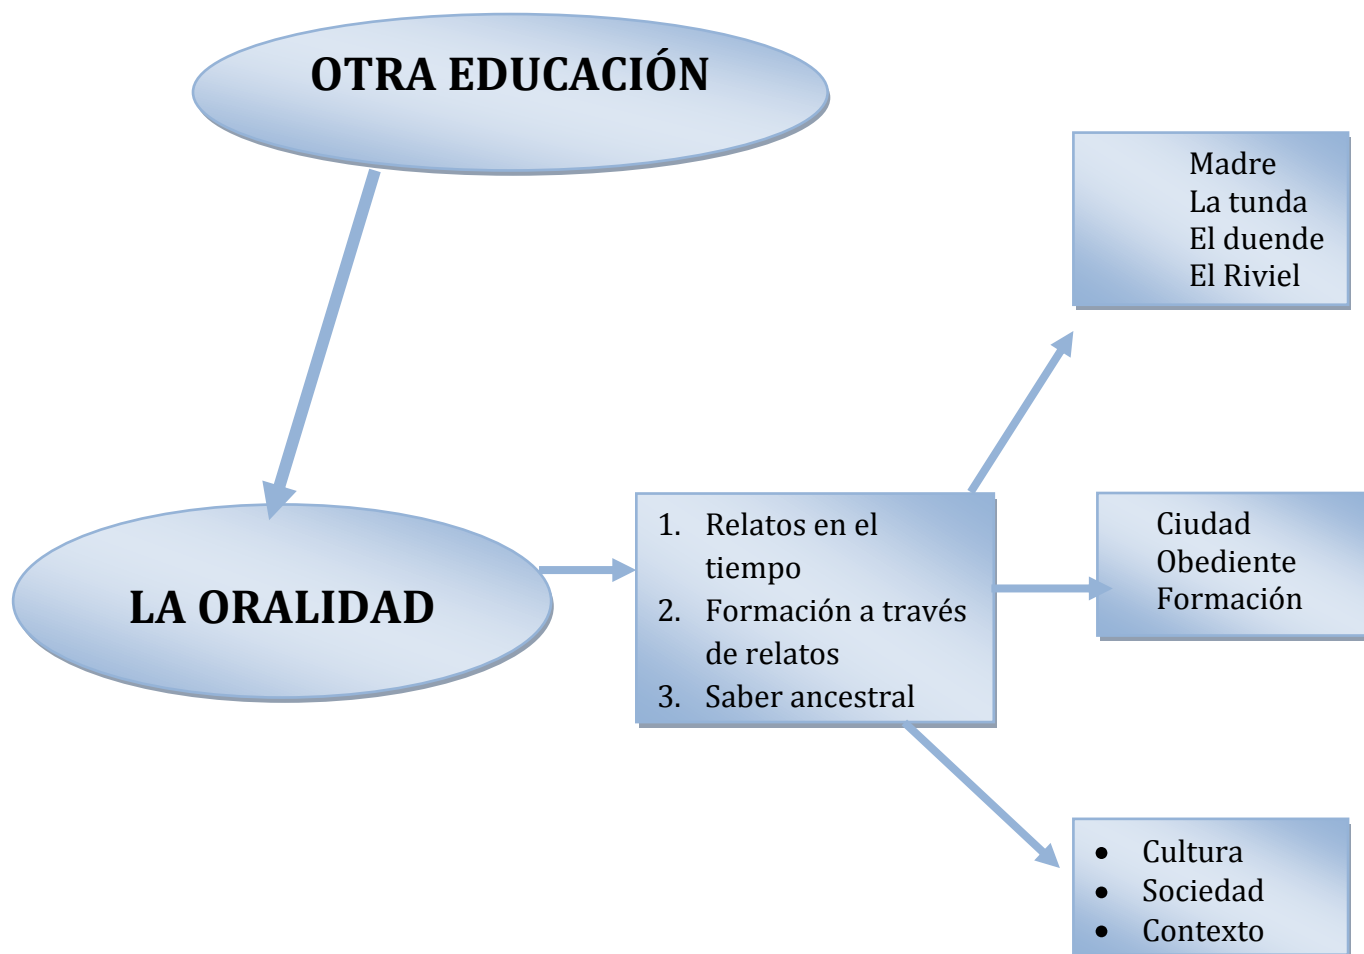 OTRA EDUCACIÓN
Madre
La tunda
El duende
El Riviel
LA ORALIDAD
1. Relatos en el
tiempo
2. Formación a través
de relatos
3. Saber ancestral
Ciudad
Obediente
Formación
• Cultura
• Sociedad
• Contexto